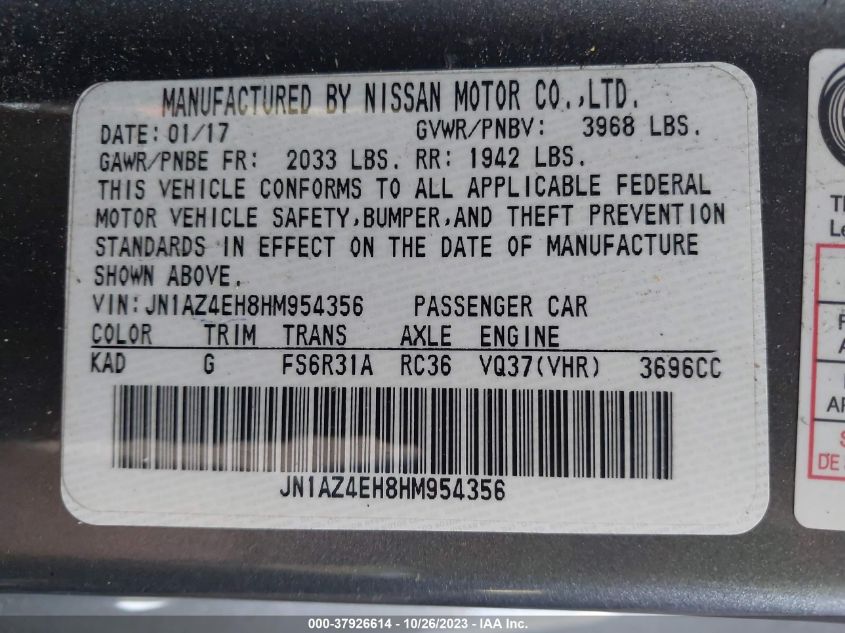 MANUFACTURED BY NISSAN MOTOR CO.,LTD.
DATE: 01/17 GVWR/PNBV: 3968 LBS.
GAWR/PNBE FR: 2033 LBS. RR: 1942 LBS.
THIS VEHICLE CONFORMS TO ALL APPLICABLE FEDERAL
MOTOR VEHICLE SAFETY,BUMPER,AND THEFT PREVENTION
STANDARDS IN EFFECT ON THE DATE OF MANUFACTURE
SHOWN ABOVE.
VIN: JN1AZ4EH8HM954356 PASSENGER CAR
COLOR TRIM TRANS AXLE ENGINE
KAD G FS6R31A RC36 VQ37(VHR) 3696CC
JN1AZ4EH8HM954356
DE
000-37926614 - 10/26/2023 - IAA Inc.